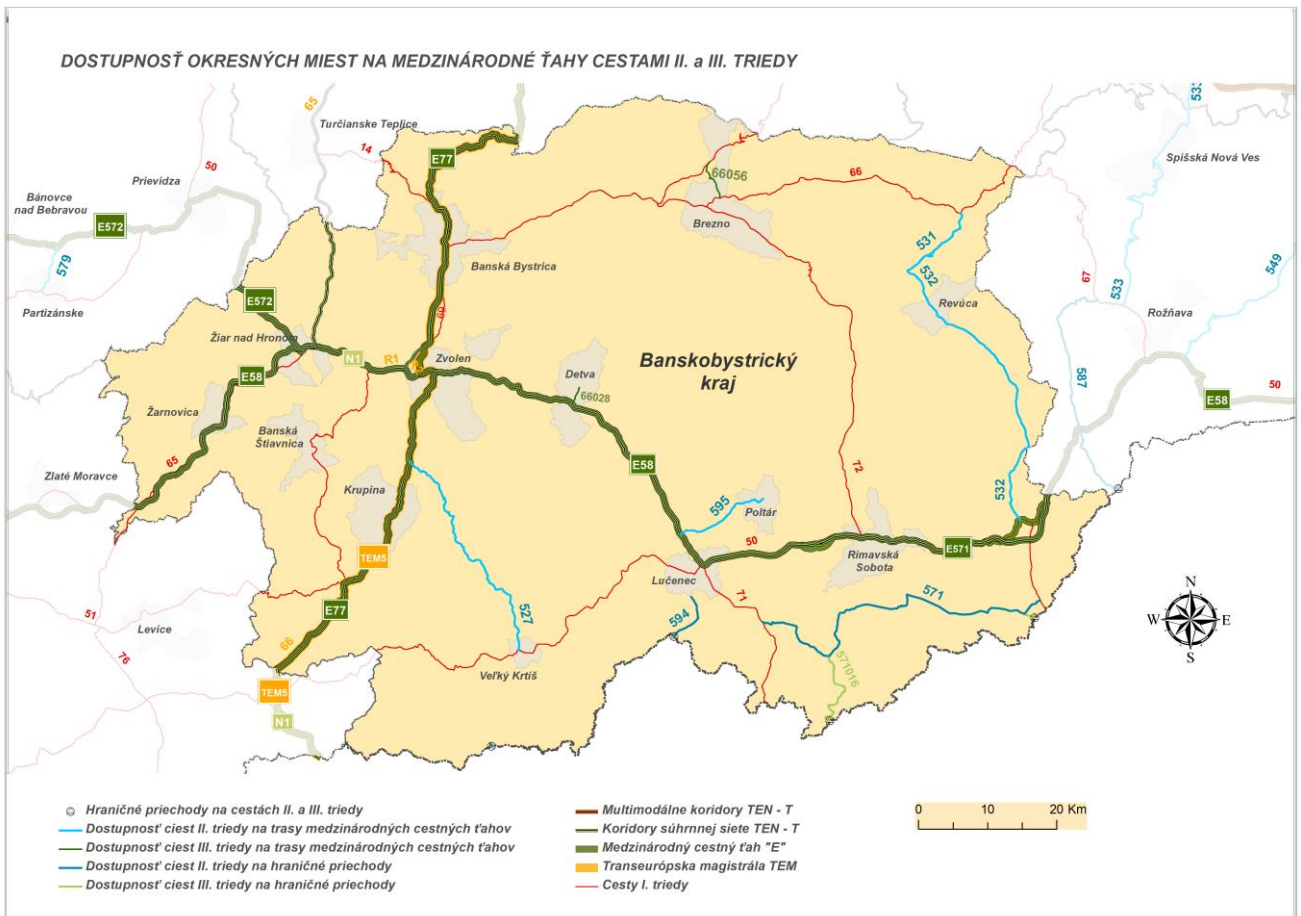 DOSTUPNOSŤ OKRESNÝCH MIEST NA MEDZINÁRODNÉ ŤAHY CESTAMI II. a III. TRIEDY
533
65
Turčianske Teplice
14
E77
50
Prievidza
Spišská Nová Ves
66056
66
Bánovce
nad Bebravou
E572
Brezno
531
579
Banská Bystrica
532
549
67
533
E572
Revúca
Partizánske
69
Rožňava
Žiar nad Hronom
N1
R1
Zvolen
Banskobystrický
kraj
Detva
E58
66028
587
50
E58
Žarnovica
Banská
Štiavnica
65
E58
72
Zlaté Moravce
Krupina
532
595
Poltár
50
E571
TEM5
Rimavská
Sobota
Lučenec
71
571
51
E77
527
594
Levice
66
76
Veľký Krtíš
571016
TEM5
N1
N
W
E
S
Hraničné priechody na cestách II. a III. triedy
Dostupnosť ciest II. triedy na trasy medzinárodných cestných ťahov
Dostupnosť ciest III. triedy na trasy medzinárodných cestných ťahov
Dostupnosť ciest II. triedy na hraničné priechody
Dostupnosť ciest III. triedy na hraničné priechody
Multimodálne koridory TEN - T
Koridory súhrnnej siete TEN - T
Medzinárodný cestný ťah "E"
Transeurópska magistrála TEM
Cesty I. triedy
0 10 20 Km